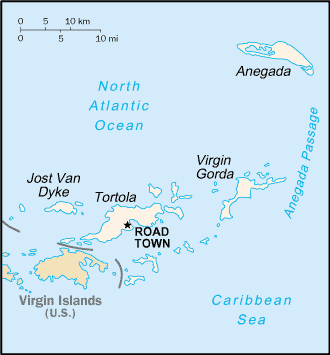 0 5 10 km
0 5 10 mi
Anegada
North
Atlantic
Ocean
Anegada Passage
Virgin
Gorda
Jost Van
Dyke
Tortola
ROAD
TOWN
Virgin Islands
(U.S.)
Caribbean
Sea